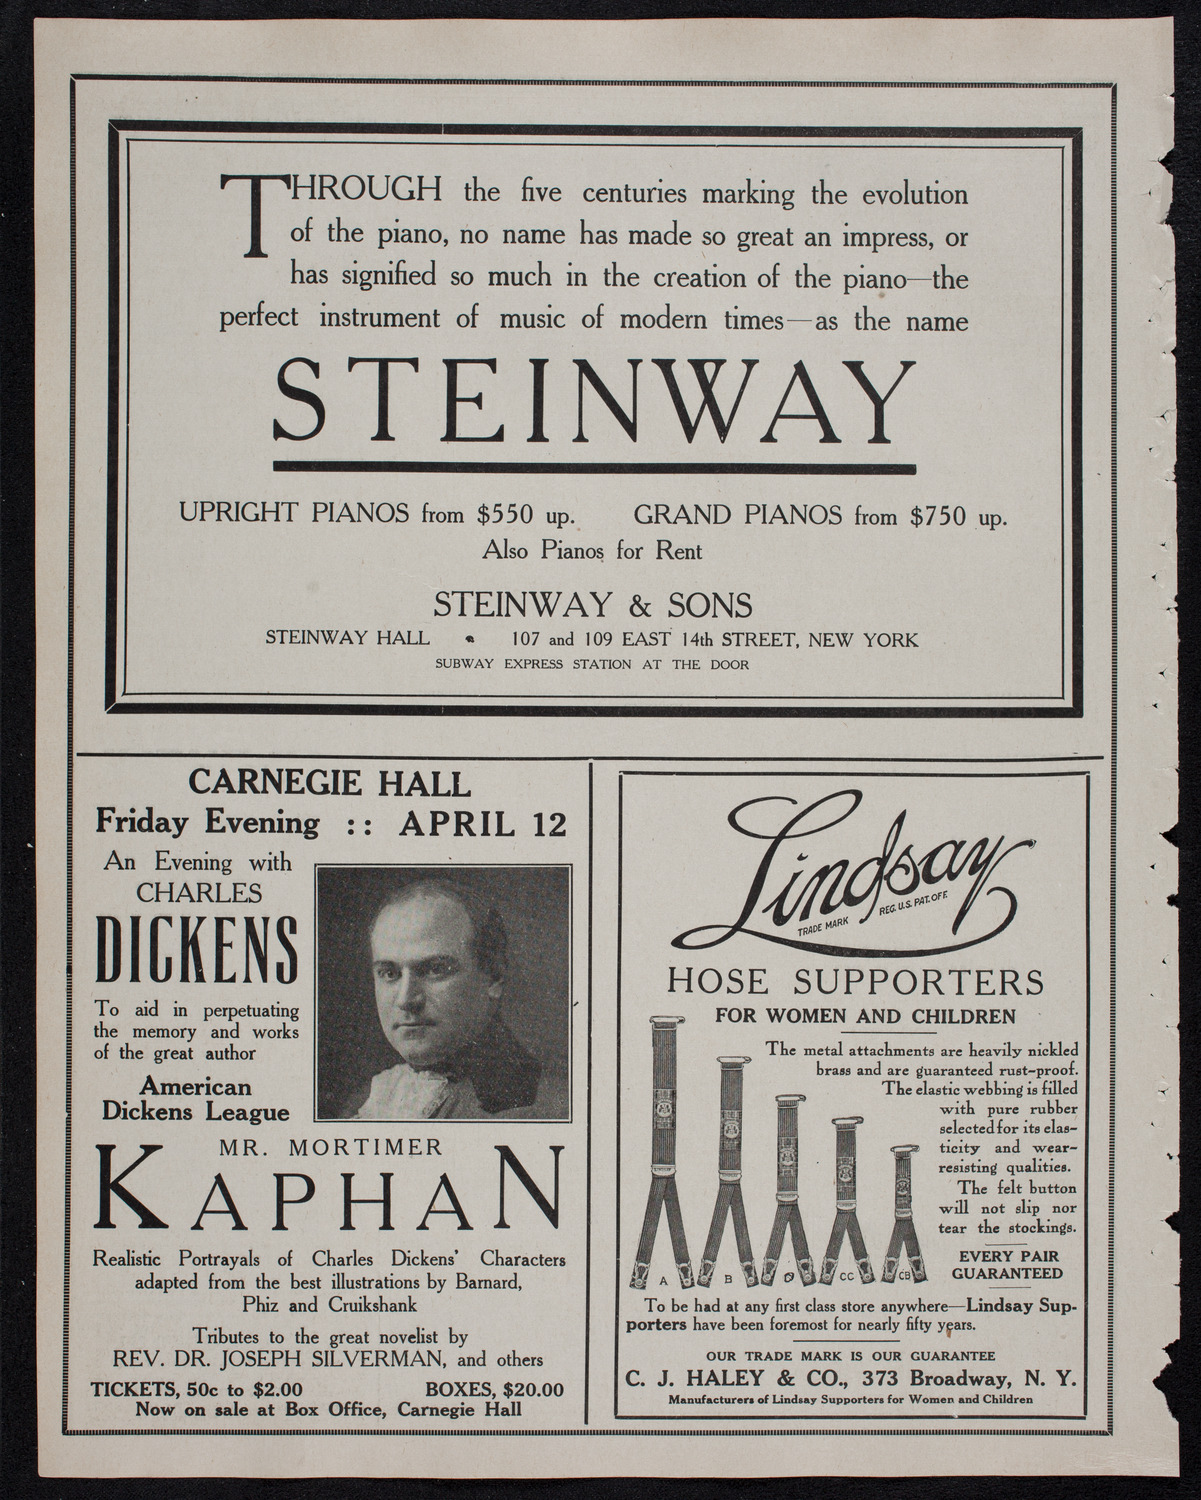 THROUGH the five centuries marking the evolution
of the piano, no name has made so great an impress, or
has signified so much in the creation of the piano—the
perfect instrument of music of modern times—as the name
STEINWAY
UPRIGHT PIANOS from $550 up. GRAND PIANOS from $750 up.
Also Pianos for Rent
STEINWAY & SONS
STEINWAY HALL 107 and 109 EAST 14th STREET, NEW YORK
SUBWAY EXPRESS STATION AT THE DOOR
CARNEGIE HALL
Friday Evening :: APRIL 12
An Evening with
CHARLES
DICKENS
To aid in perpetuating
the memory and works
of the great author
American
Dickens League
MR. MORTIMER
KAPHAN
Realistic Portrayals of Charles Dickens' Characters
adapted from the best illustrations by Barnard,
Phiz and Cruikshank
Tributes to the great novelist by
REV. DR. JOSEPH SILVERMAN, and others
TICKETS, 50c to $2.00 BOXES, $20.00
Now on sale at Box Office, Carnegie Hall
Lindsay
TRADE MARK REG. U.S. PAT. OFF.
HOSE SUPPORTERS
FOR WOMEN AND CHILDREN
The metal attachments are heavily nickled
brass and are guaranteed rust-proof.
The elastic webbing is filled
with pure rubber
selected for its elas-
ticity and wear-
resisting qualities.
The felt button
will not slip nor
tear the stockings.
EVERY PAIR
GUARANTEED
A B D CC CB
To be had at any first class store anywhere—Lindsay Sup-
porters have been foremost for nearly fifty years.
OUR TRADE MARK IS OUR GUARANTEE
C. J. HALEY & CO., 373 Broadway, N. Y.
Manufacturers of Lindsay Supporters for Women and Children